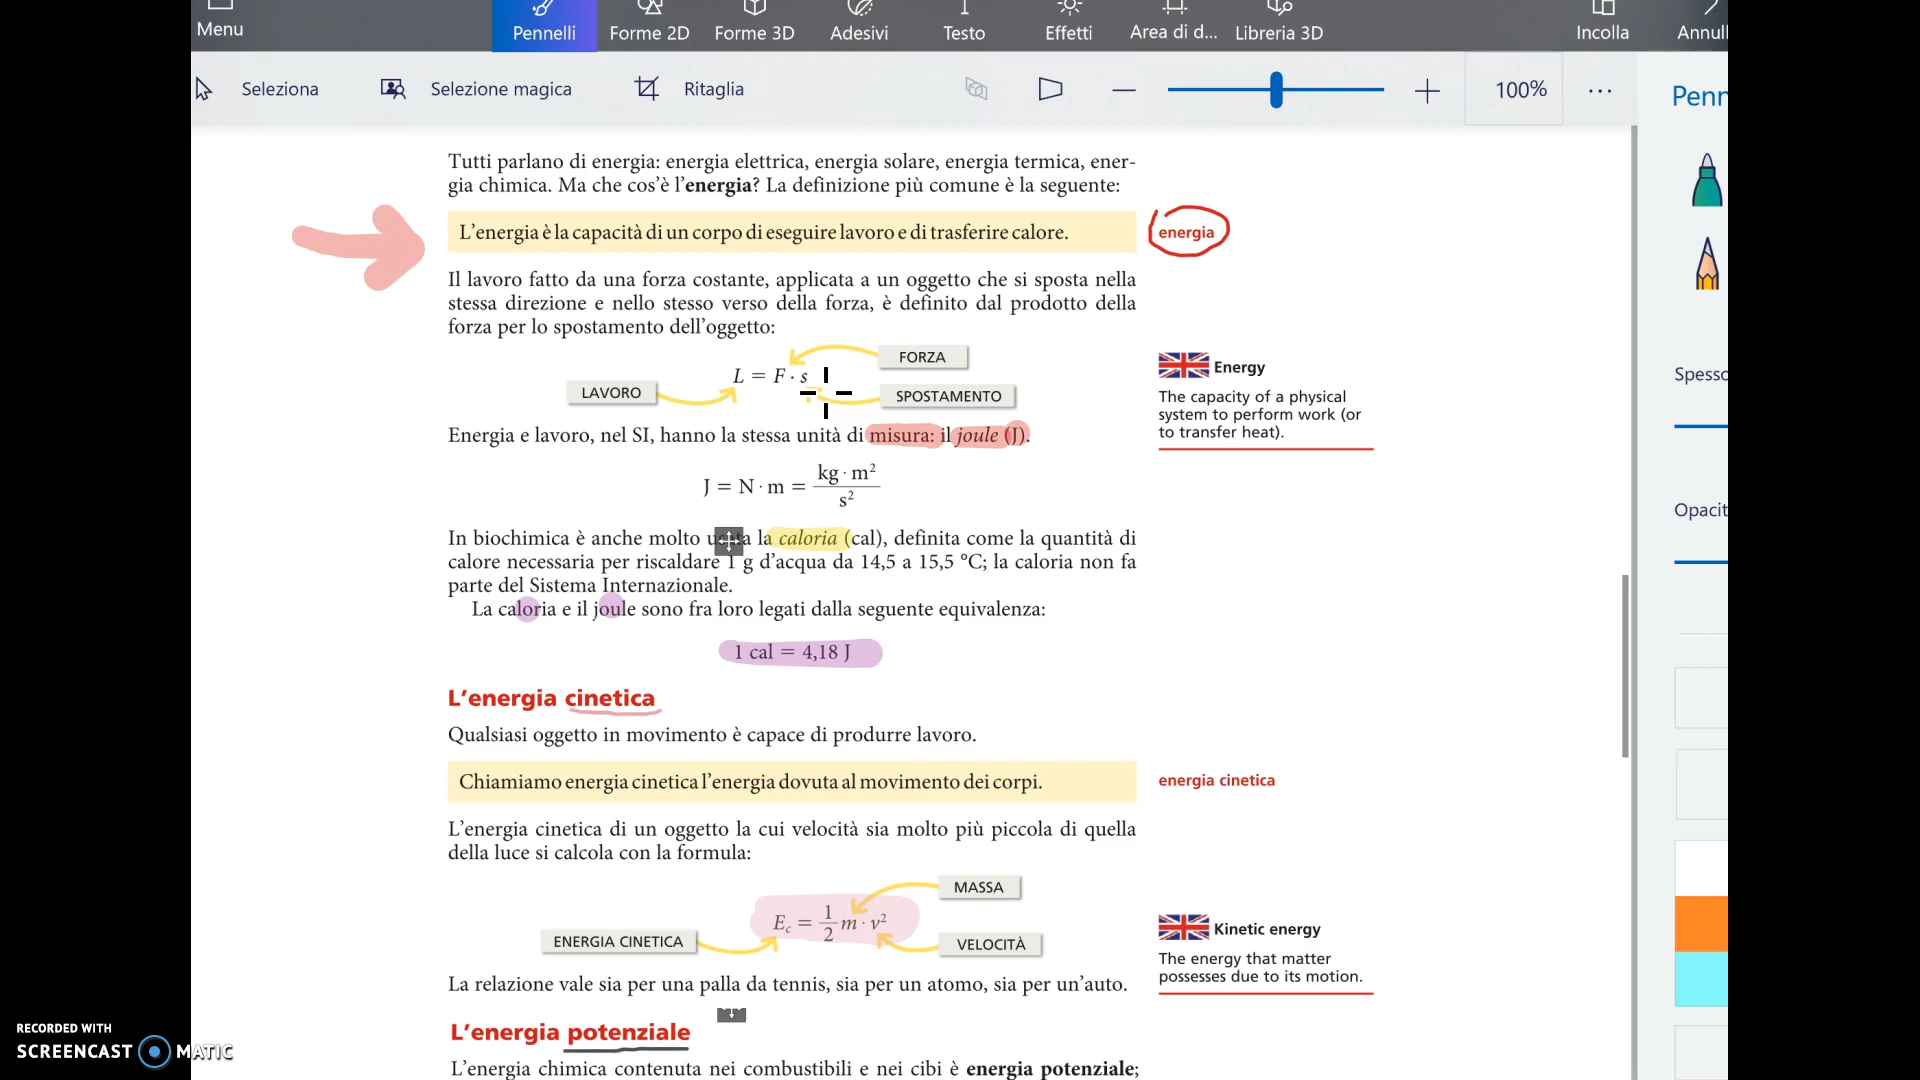 Menu
Pennelli
Forme 2D
Forme 3D
Adesivi
Testo
Effetti
Area di d...
Libreria 3D
Incolla
Annull
Seleziona
Selezione magica
Ritaglia
100%
Penn
Tutti parlano di energia: energia elettrica, energia solare, energia termica, ener-
gia chimica. Ma che cos'è l'energia? La definizione più comune è la seguente:
L'energia è la capacità di un corpo di eseguire lavoro e di trasferire calore.
energia
Il lavoro fatto da una forza costante, applicata a un oggetto che si sposta nella
stessa direzione e nello stesso verso della forza, è definito dal prodotto della
forza per lo spostamento dell'oggetto:
FORZA
L = F · s
LAVORO
SPOSTAMENTO
Energy
The capacity of a physical
system to perform work (or
to transfer heat).
Spesso
Energia e lavoro, nel SI, hanno la stessa unità di misura: il joule (J).
J = N · m = kg · m² / s²
Opacit
In biochimica è anche molto usata la caloria (cal), definita come la quantità di
calore necessaria per riscaldare 1 g d'acqua da 14,5 a 15,5 °C; la caloria non fa
parte del Sistema Internazionale.
La caloria e il joule sono fra loro legati dalla seguente equivalenza:
1 cal = 4,18 J
L'energia cinetica
Qualsiasi oggetto in movimento è capace di produrre lavoro.
Chiamiamo energia cinetica l'energia dovuta al movimento dei corpi.
energia cinetica
L'energia cinetica di un oggetto la cui velocità sia molto più piccola di quella
della luce si calcola con la formula:
MASSA
Ec = 1/2 m · v²
ENERGIA CINETICA
VELOCITÀ
Kinetic energy
The energy that matter
possesses due to its motion.
La relazione vale sia per una palla da tennis, sia per un atomo, sia per un'auto.
L'energia potenziale
L'energia chimica contenuta nei combustibili e nei cibi è energia potenziale;
RECORDED WITH
SCREENCAST MATIC